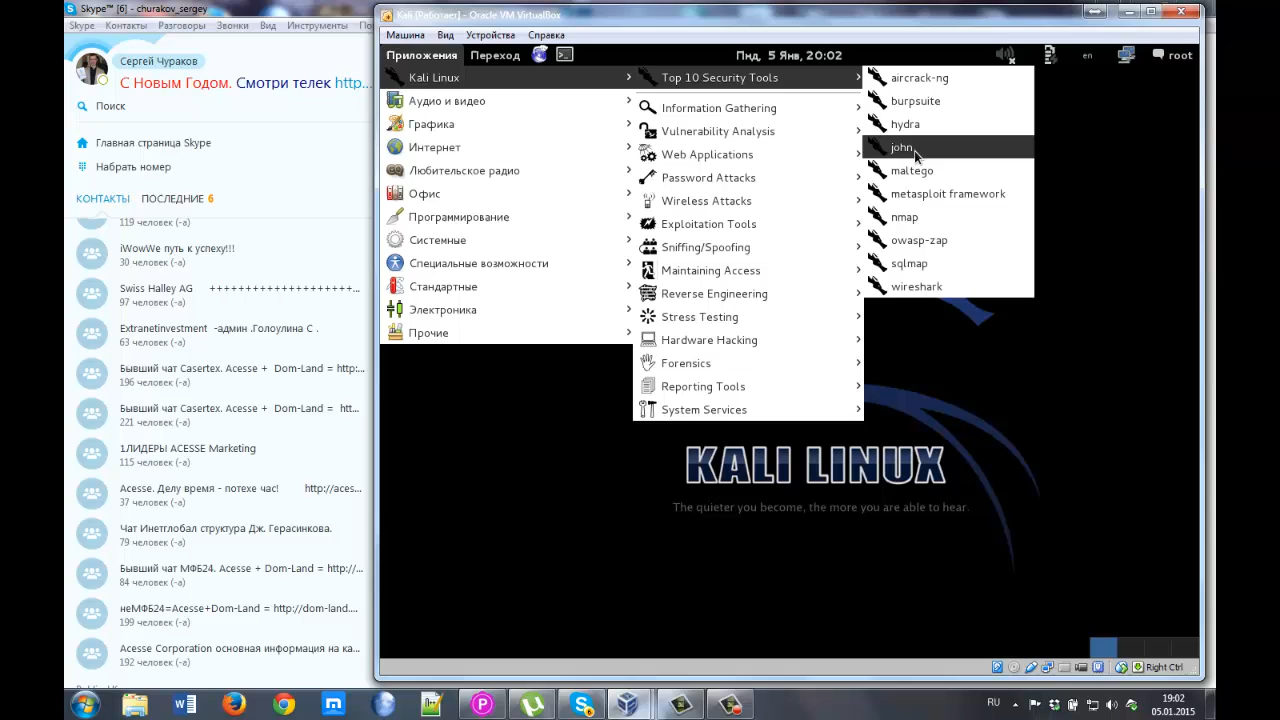 Skype™ [6] - churakov_sergey
Skype Контакты Разговоры Звонки Вид Инструменты
Сергей Чураков
С Новым Годом. Смотри телек http...
Поиск
Главная страница Skype
Набрать номер
КОНТАКТЫ ПОСЛЕДНИЕ 6
119 человек (-а)
iWowWe путь к успеху!!!
30 человек (-а)
Swiss Halley AG +++++++++++++++++++++...
97 человек (-а)
Extranetinvestment -админ .Голоулина С .
63 человек (-а)
Бывший чат Casertex. Acesse + Dom-Land = http:...
196 человек (-а)
Бывший чат Casertex. Acesse + Dom-Land = htt...
221 человек (-а)
1ЛИДЕРЫ ACESSE Marketing
115 человек (-а)
Acesse. Делу время - потехе час! http://aces...
37 человек (-а)
Чат Инетглобал структура Дж. Герасинкова.
79 человек (-а)
Бывший чат МФБ24. Acesse + Dom-Land = http://...
84 человек (-а)
неМФБ24=Acesse+Dom-Land = http://dom-land....
199 человек (-а)
Acesse Corporation основная информация на ка...
192 человек (-а)
Kali [Работает] - Oracle VM VirtualBox
Машина Вид Устройства Справка
Приложения Переход Пнд, 5 Янв, 20:02 en root
Kali Linux
Аудио и видео
Графика
Интернет
Любительское радио
Офис
Программирование
Системные
Специальные возможности
Стандартные
Электроника
Прочие
Top 10 Security Tools
Information Gathering
Vulnerability Analysis
Web Applications
Password Attacks
Wireless Attacks
Exploitation Tools
Sniffing/Spoofing
Maintaining Access
Reverse Engineering
Stress Testing
Hardware Hacking
Forensics
Reporting Tools
System Services
aircrack-ng
burpsuite
hydra
john
maltego
metasploit framework
nmap
owasp-zap
sqlmap
wireshark
KALI LINUX
The quieter you become, the more you are able to hear.
Right Ctrl
RU 19:02
05.01.2015